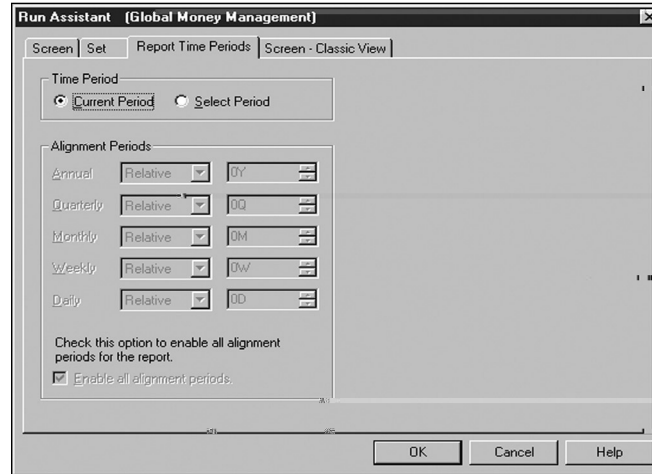 Run Assistant (Global Money Management)
Screen Set Report Time Periods Screen - Classic View
Time Period
Current Period Select Period
Alignment Periods
Annual Relative 0Y
Quarterly Relative 0Q
Monthly Relative 0M
Weekly Relative 0W
Daily Relative 0D
Check this option to enable all alignment
periods for the report.
Enable all alignment periods.
OK Cancel Help